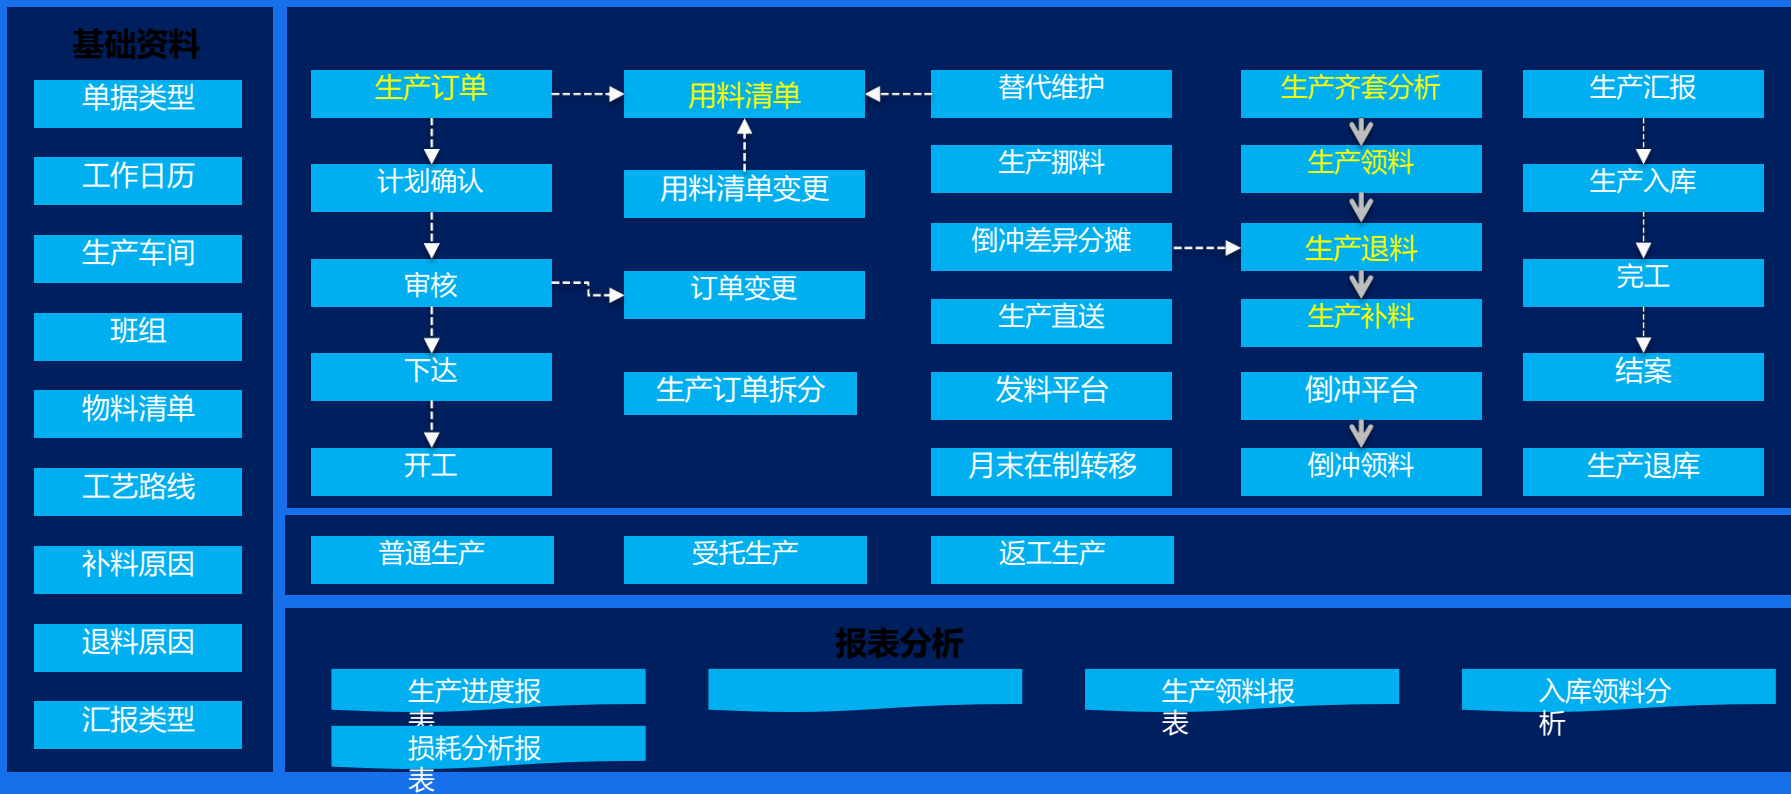 基础资料
单据类型
工作日历
生产车间
班组
物料清单
工艺路线
补料原因
退料原因
汇报类型
生产订单
用料清单
替代维护
生产齐套分析
生产汇报
计划确认
用料清单变更
生产挪料
生产领料
生产入库
审核
订单变更
倒冲差异分摊
生产退料
完工
下达
生产订单拆分
生产直送
生产补料
结案
开工
发料平台
倒冲平台
月末在制转移
倒冲领料
生产退库
普通生产
受托生产
返工生产
报表分析
生产进度报
表
生产领料报
表
入库领料分
析
损耗分析报
表